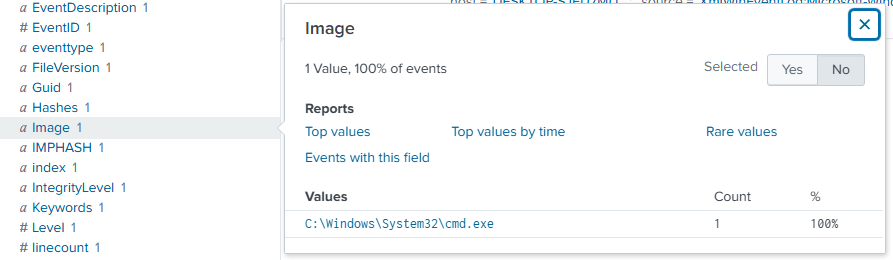 a EventDescription 1
# EventID 1
a eventtype 1
a FileVersion 1
a Guid 1
a Hashes 1
a Image 1
a IMPHASH 1
a index 1
a IntegrityLevel 1
a Keywords 1
# Level 1
# linecount 1
Image
1 Value, 100% of events
Selected Yes No
Reports
Top values Top values by time Rare values
Events with this field
Values Count %
C:\Windows\System32\cmd.exe 1 100%